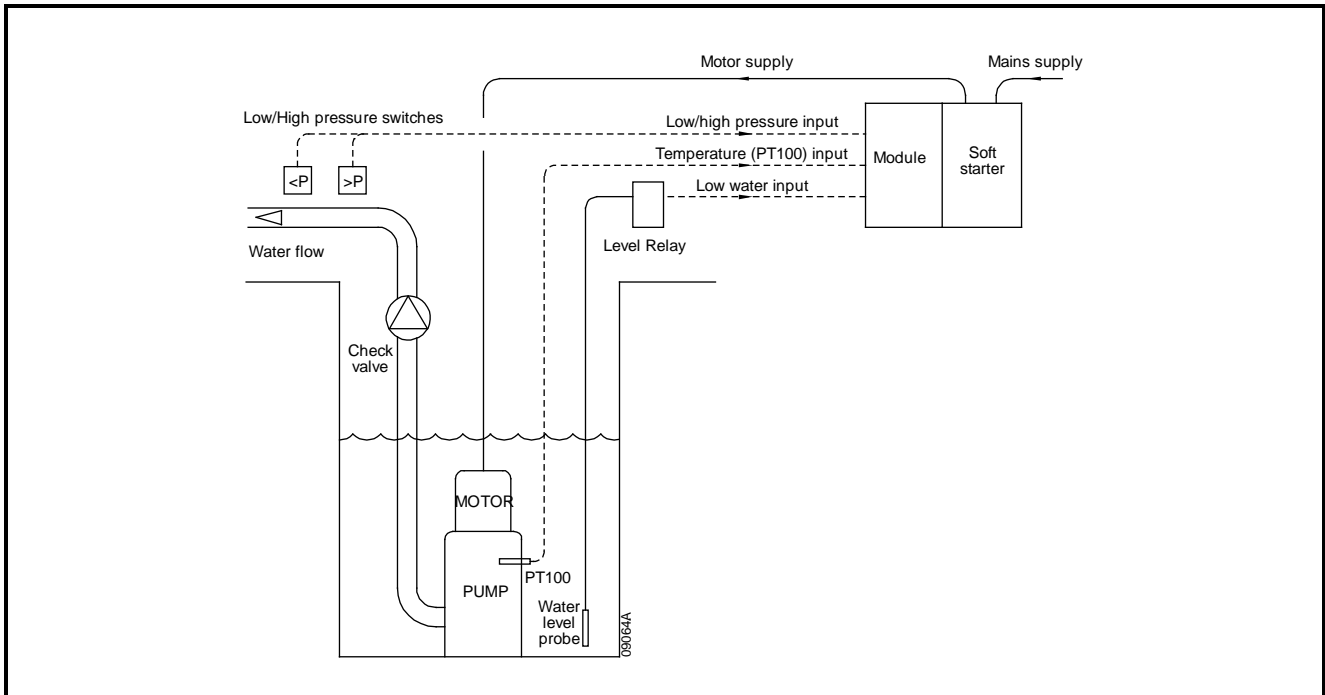 Motor supply
Mains supply
Low/High pressure switches
Low/high pressure input
Temperature (PT100) input
Module
Soft
starter
<P
>P
Low water input
Level Relay
Water flow
Check
valve
MOTOR
PT100
PUMP
Water
level
probe
09064A